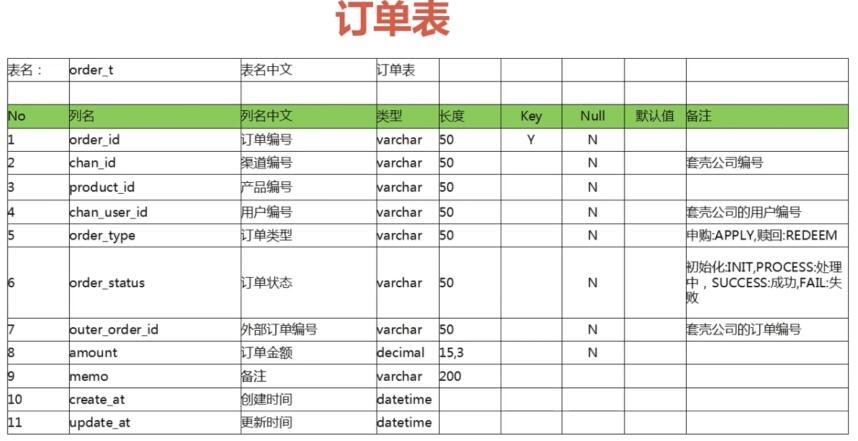 订单表
表名： order_t 表名中文 订单表
No 列名 列名中文 类型 长度 Key Null 默认值 备注
1 order_id 订单编号 varchar 50 Y N
2 chan_id 渠道编号 varchar 50 N 套壳公司编号
3 product_id 产品编号 varchar 50 N
4 chan_user_id 用户编号 varchar 50 N 套壳公司的用户编号
5 order_type 订单类型 varchar 50 N 申购:APPLY,赎回:REDEEM
6 order_status 订单状态 varchar 50 N 初始化:INIT,PROCESS:处理
中，SUCCESS:成功,FAIL:失
败
7 outer_order_id 外部订单编号 varchar 50 N 套壳公司的订单编号
8 amount 订单金额 decimal 15,3 N
9 memo 备注 varchar 200
10 create_at 创建时间 datetime
11 update_at 更新时间 datetime